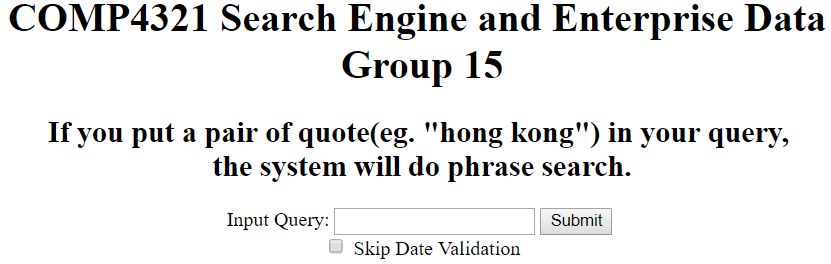 COMP4321 Search Engine and Enterprise Data
Group 15
If you put a pair of quote(eg. "hong kong") in your query,
the system will do phrase search.
Input Query: Submit
Skip Date Validation